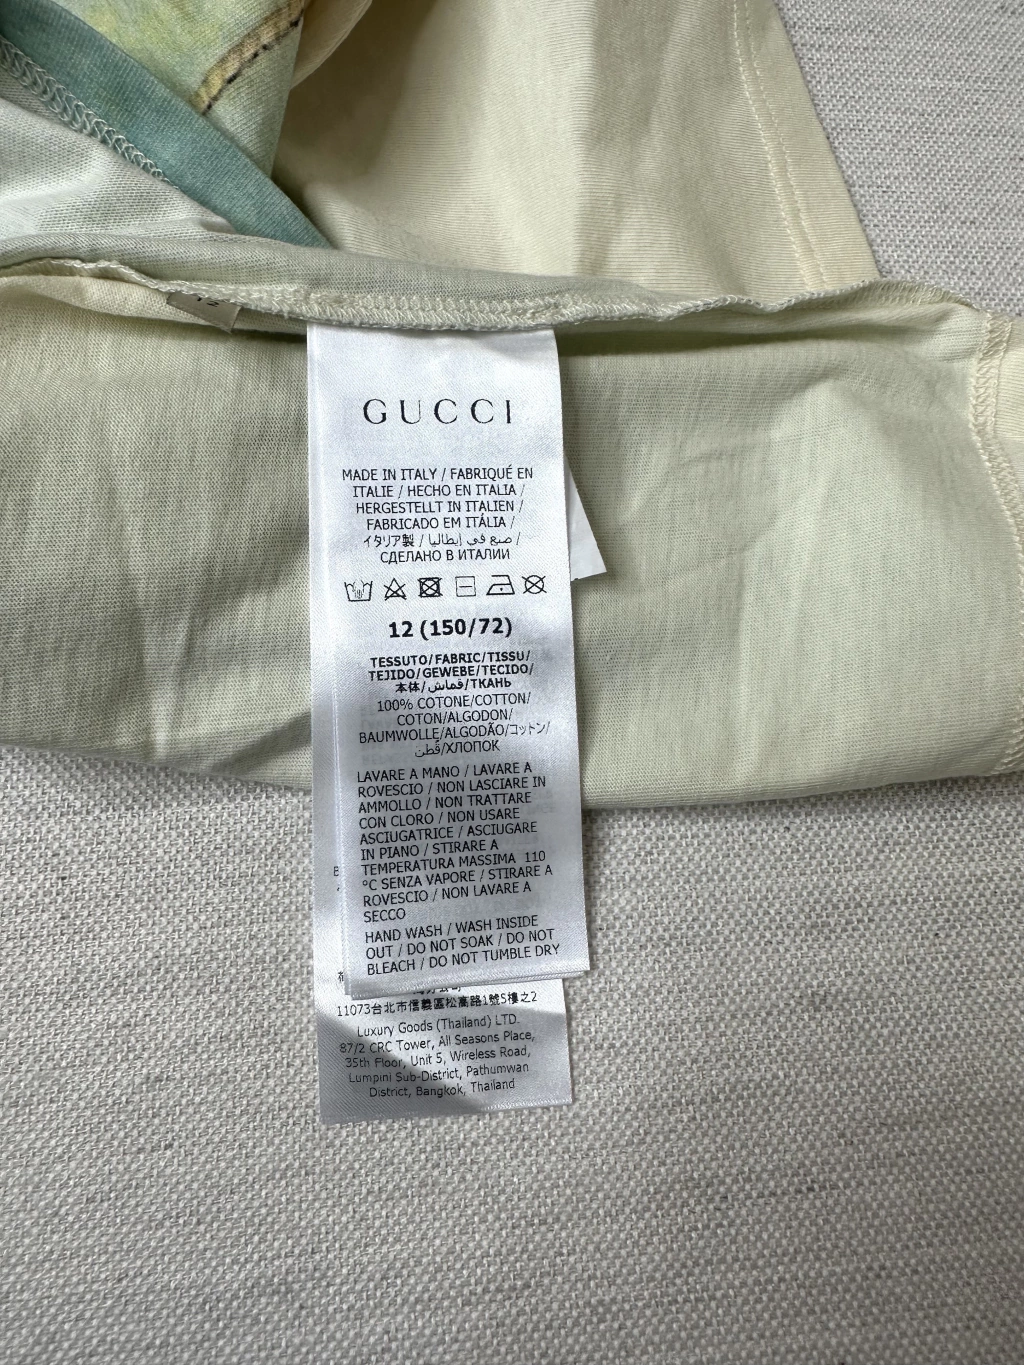 GUCCI
MADE IN ITALY / FABRIQUÉ EN
ITALIE / HECHO EN ITALIA /
HERGESTELLT IN ITALIEN /
FABRICADO EM ITÁLIA /
イタリア製 / صنع في إيطاليا /
СДЕЛАНО В ИТАЛИИ
12 (150/72)
TESSUTO/FABRIC/TISSU/
TEJIDO/GEWEBE/TECIDO/
本体/قماش/ТКАНЬ
100% COTONE/COTTON/
COTON/ALGODON/
BAUMWOLLE/ALGODÃO/コットン/
قطن/ХЛОПОК
LAVARE A MANO / LAVARE A
ROVESCIO / NON LASCIARE IN
AMMOLLO / NON TRATTARE
CON CLORO / NON USARE
ASCIUGATRICE / ASCIUGARE
IN PIANO / STIRARE A
TEMPERATURA MASSIMA 110
°C SENZA VAPORE / STIRARE A
ROVESCIO / NON LAVARE A
SECCO
HAND WASH / WASH INSIDE
OUT / DO NOT SOAK / DO NOT
BLEACH / DO NOT TUMBLE DRY
11073台北市信義區松高路1號5樓之2
Luxury Goods (Thailand) LTD.
87/2 CRC Tower, All Seasons Place,
35th Floor, Unit 5, Wireless Road,
Lumpini Sub-District, Pathumwan
District, Bangkok, Thailand